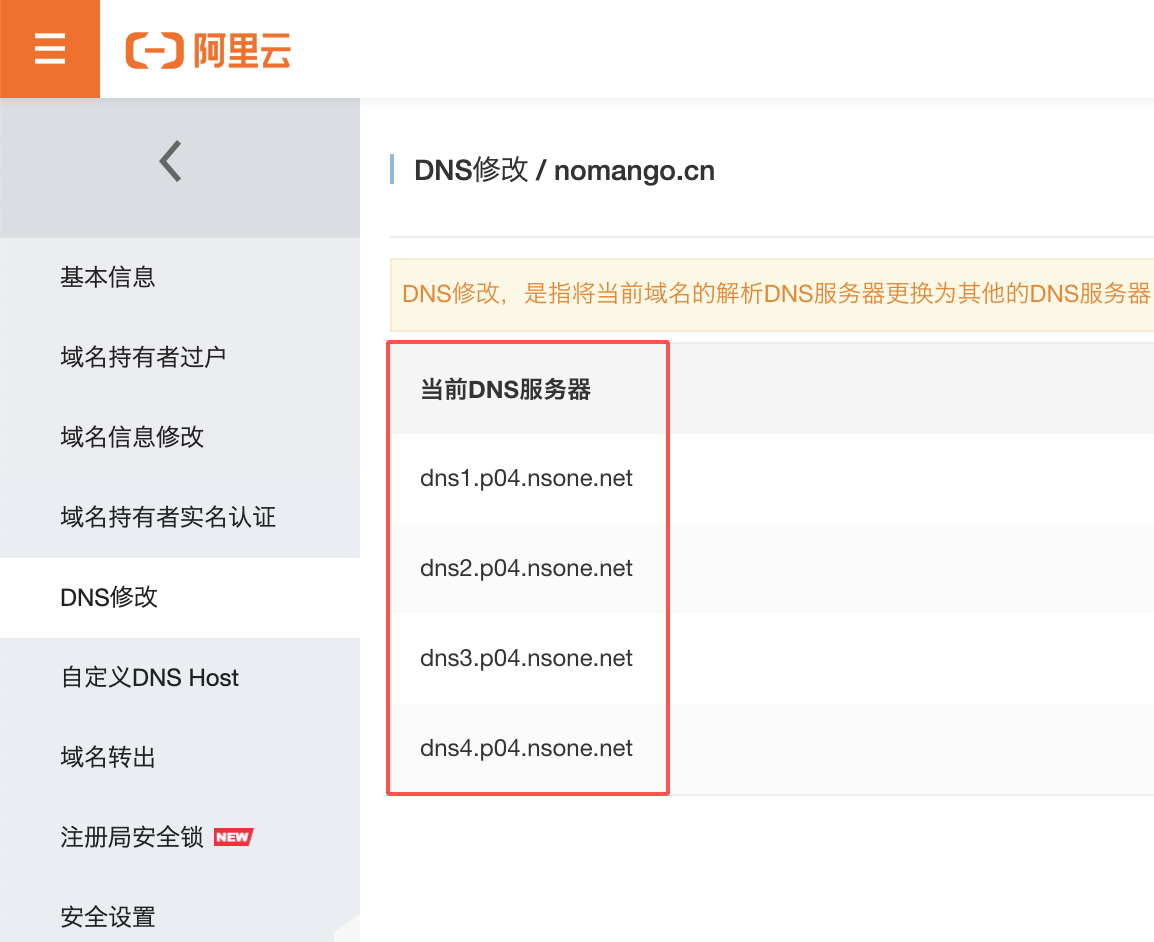 阿里云
DNS修改 / nomango.cn
基本信息
域名持有者过户
域名信息修改
域名持有者实名认证
DNS修改
自定义DNS Host
域名转出
注册局安全锁 NEW
安全设置
DNS修改，是指将当前域名的解析DNS服务器更换为其他的DNS服务器
当前DNS服务器
dns1.p04.nsone.net
dns2.p04.nsone.net
dns3.p04.nsone.net
dns4.p04.nsone.net